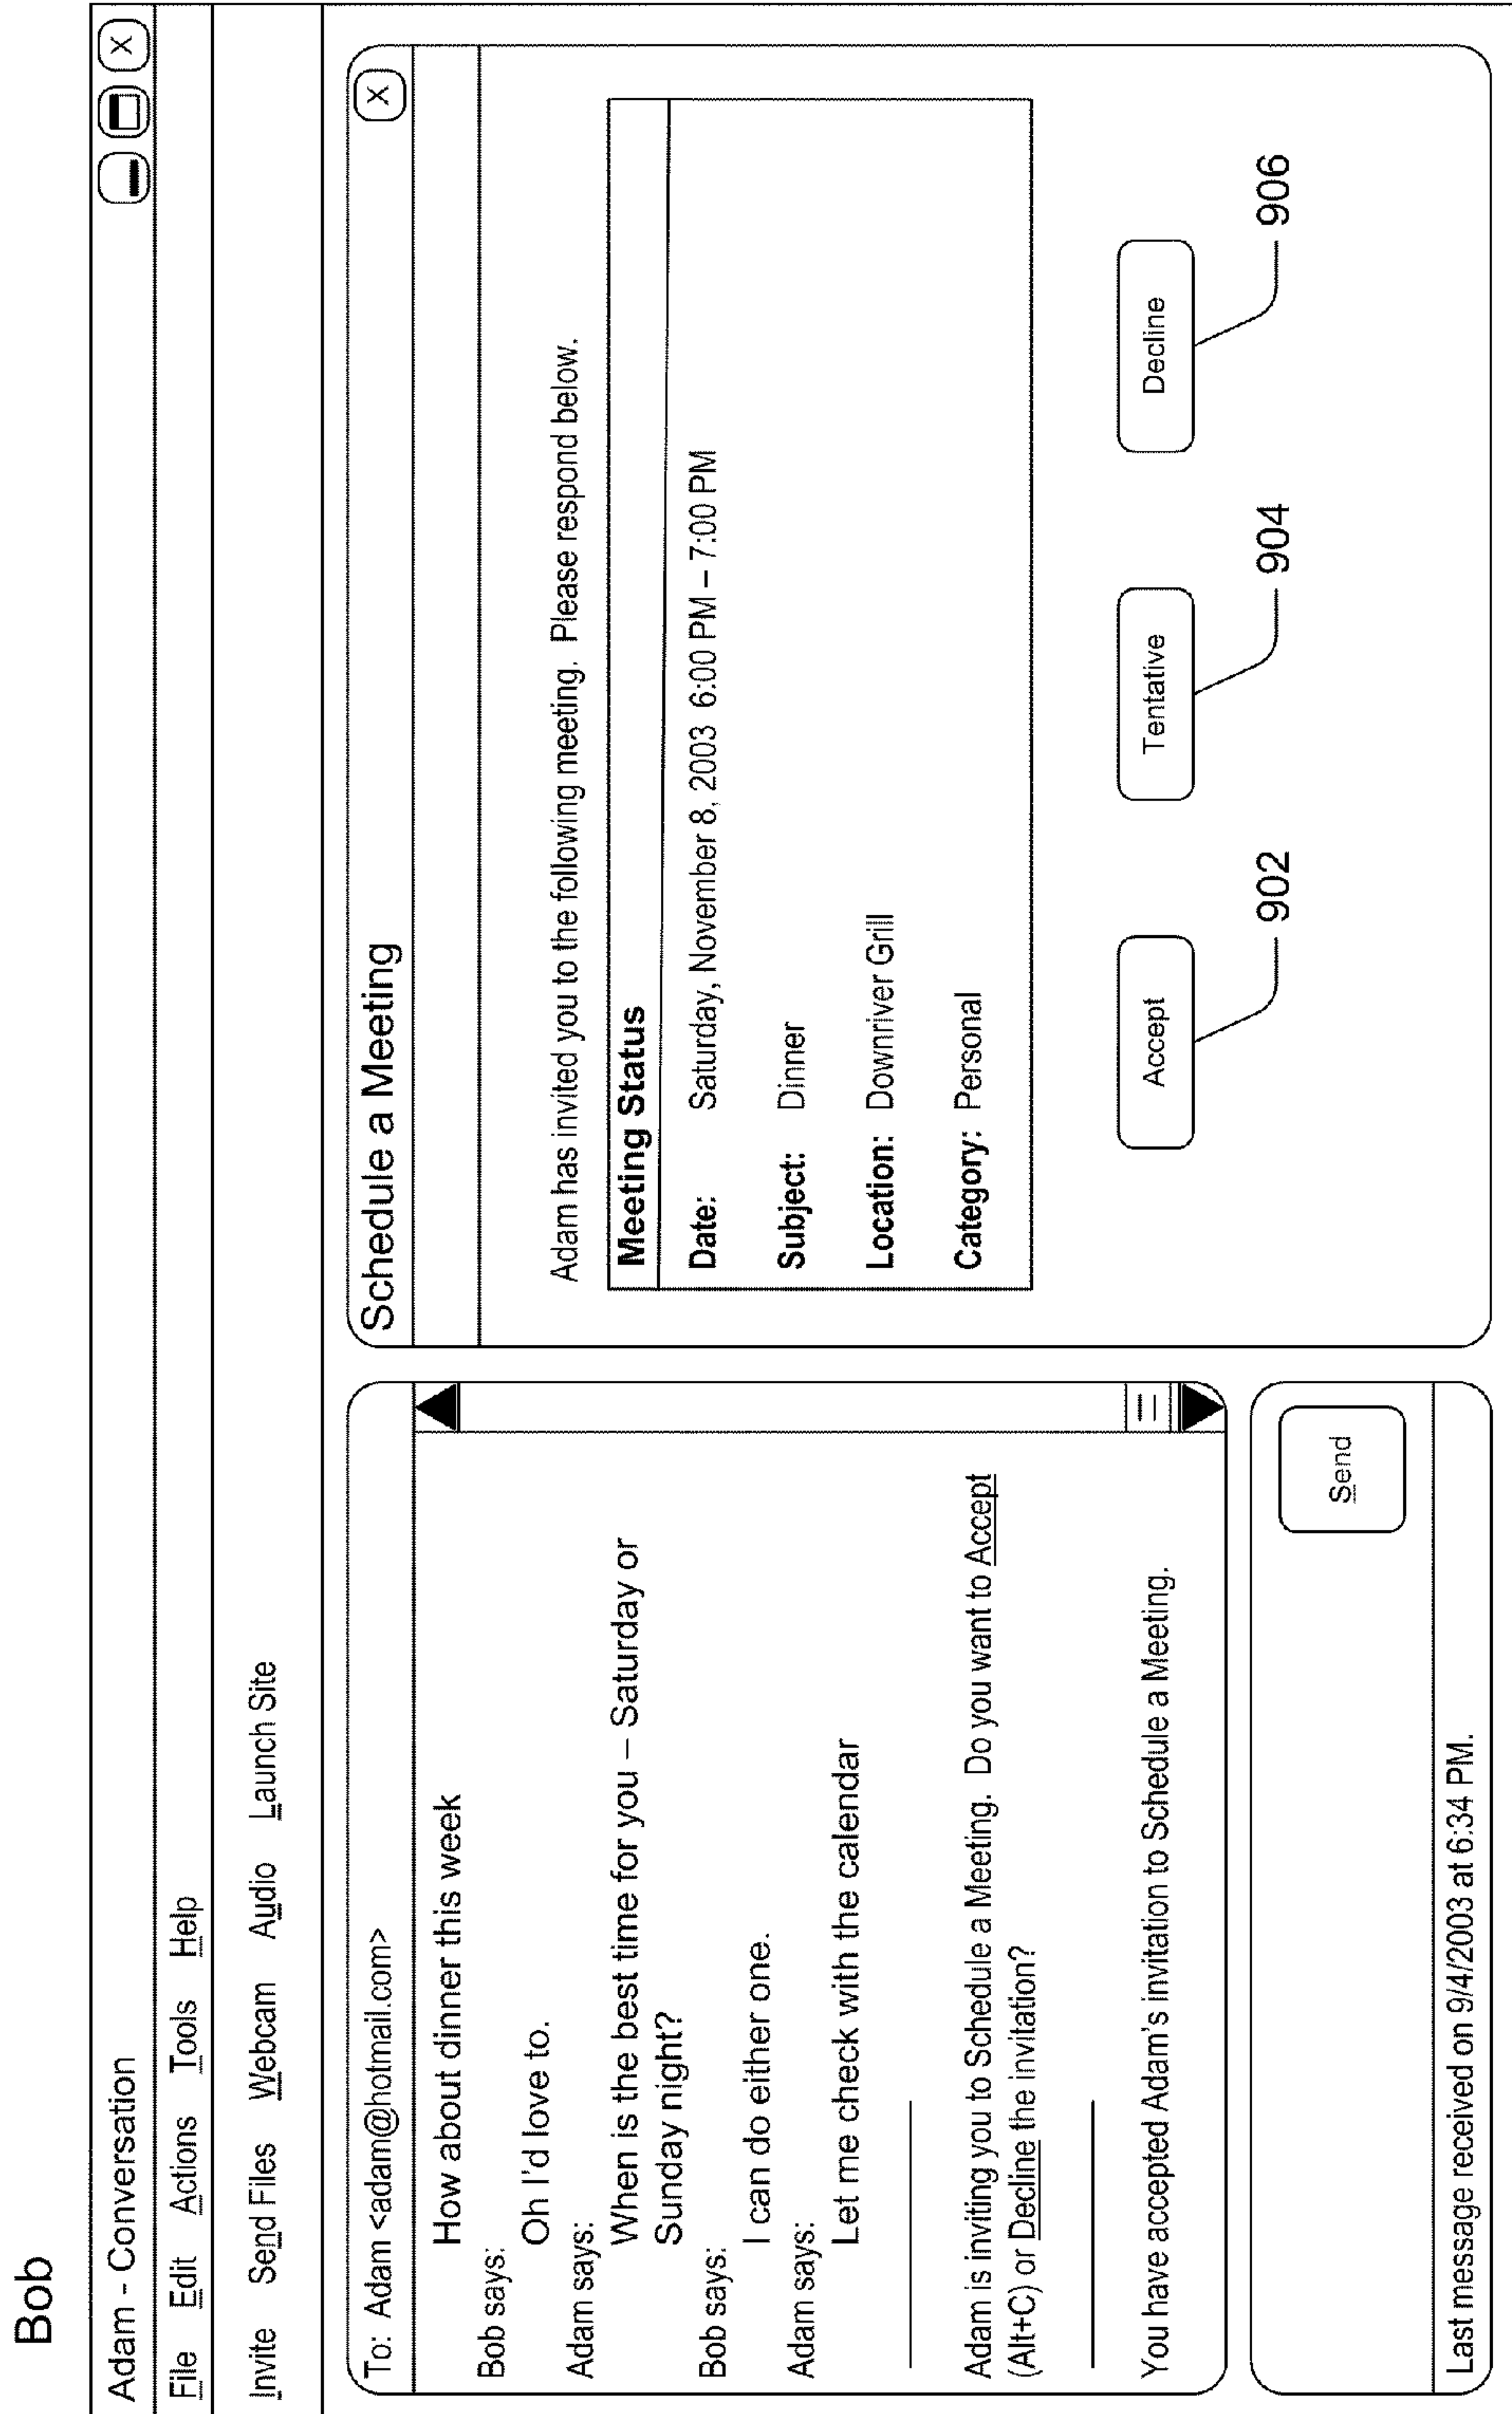 Bob
Adam - Conversation
X
File Edit Actions Tools Help
Invite Send Files Webcam Audio Launch Site
To: Adam <adam@hotmail.com>
How about dinner this week
Bob says:
Oh I'd love to.
Adam says:
When is the best time for you – Saturday or
Sunday night?
Bob says:
I can do either one.
Adam says:
Let me check with the calendar
Adam is inviting you to Schedule a Meeting. Do you want to Accept
(Alt+C) or Decline the invitation?
You have accepted Adam's invitation to Schedule a Meeting.
Send
Last message received on 9/4/2003 at 6:34 PM.
Schedule a Meeting
X
Adam has invited you to the following meeting. Please respond below.
Meeting Status
Date: Saturday, November 8, 2003 6:00 PM – 7:00 PM
Subject: Dinner
Location: Downriver Grill
Category: Personal
Accept
Tentative
Decline
902
904
906